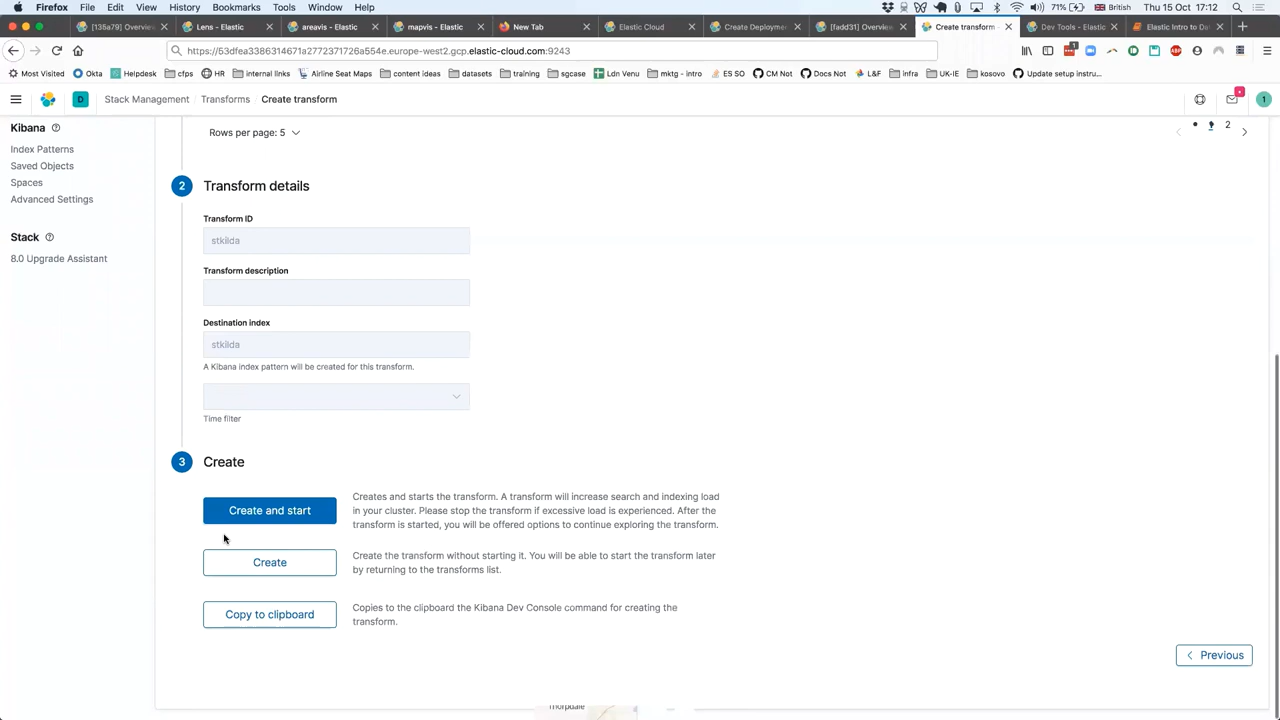 Firefox File Edit View History Bookmarks Tools Window Help 71% British Thu 15 Oct 17:12
[135a79] Overview Lens - Elastic areavis - Elastic mapvis - Elastic New Tab Elastic Cloud Create Deployment [fadd31] Overview Create transform - Dev Tools - Elastic Elastic Intro to Da
https://63dfea3386314671a2772371726a554e.europe-west2.gcp.elastic-cloud.com:9243
Most Visited Okta Helpdesk cfps HR internal links Airline Seat Maps content ideas datasets training sgcase Ldn Venu mktg - intro ES SO CM Not Docs Not L&F infra UK-IE kosovo Update setup instru...
D Stack Management Transforms Create transform 1
Kibana
Index Patterns
Saved Objects
Spaces
Advanced Settings
Stack
8.0 Upgrade Assistant
Rows per page: 5
2
2 Transform details
Transform ID
stkilda
Transform description
Destination index
stkilda
A Kibana index pattern will be created for this transform.
Time filter
3 Create
Create and start
Creates and starts the transform. A transform will increase search and indexing load
in your cluster. Please stop the transform if excessive load is experienced. After the
transform is started, you will be offered options to continue exploring the transform.
Create
Create the transform without starting it. You will be able to start the transform later
by returning to the transforms list.
Copy to clipboard
Copies to the clipboard the Kibana Dev Console command for creating the
transform.
Previous
Thorpdale